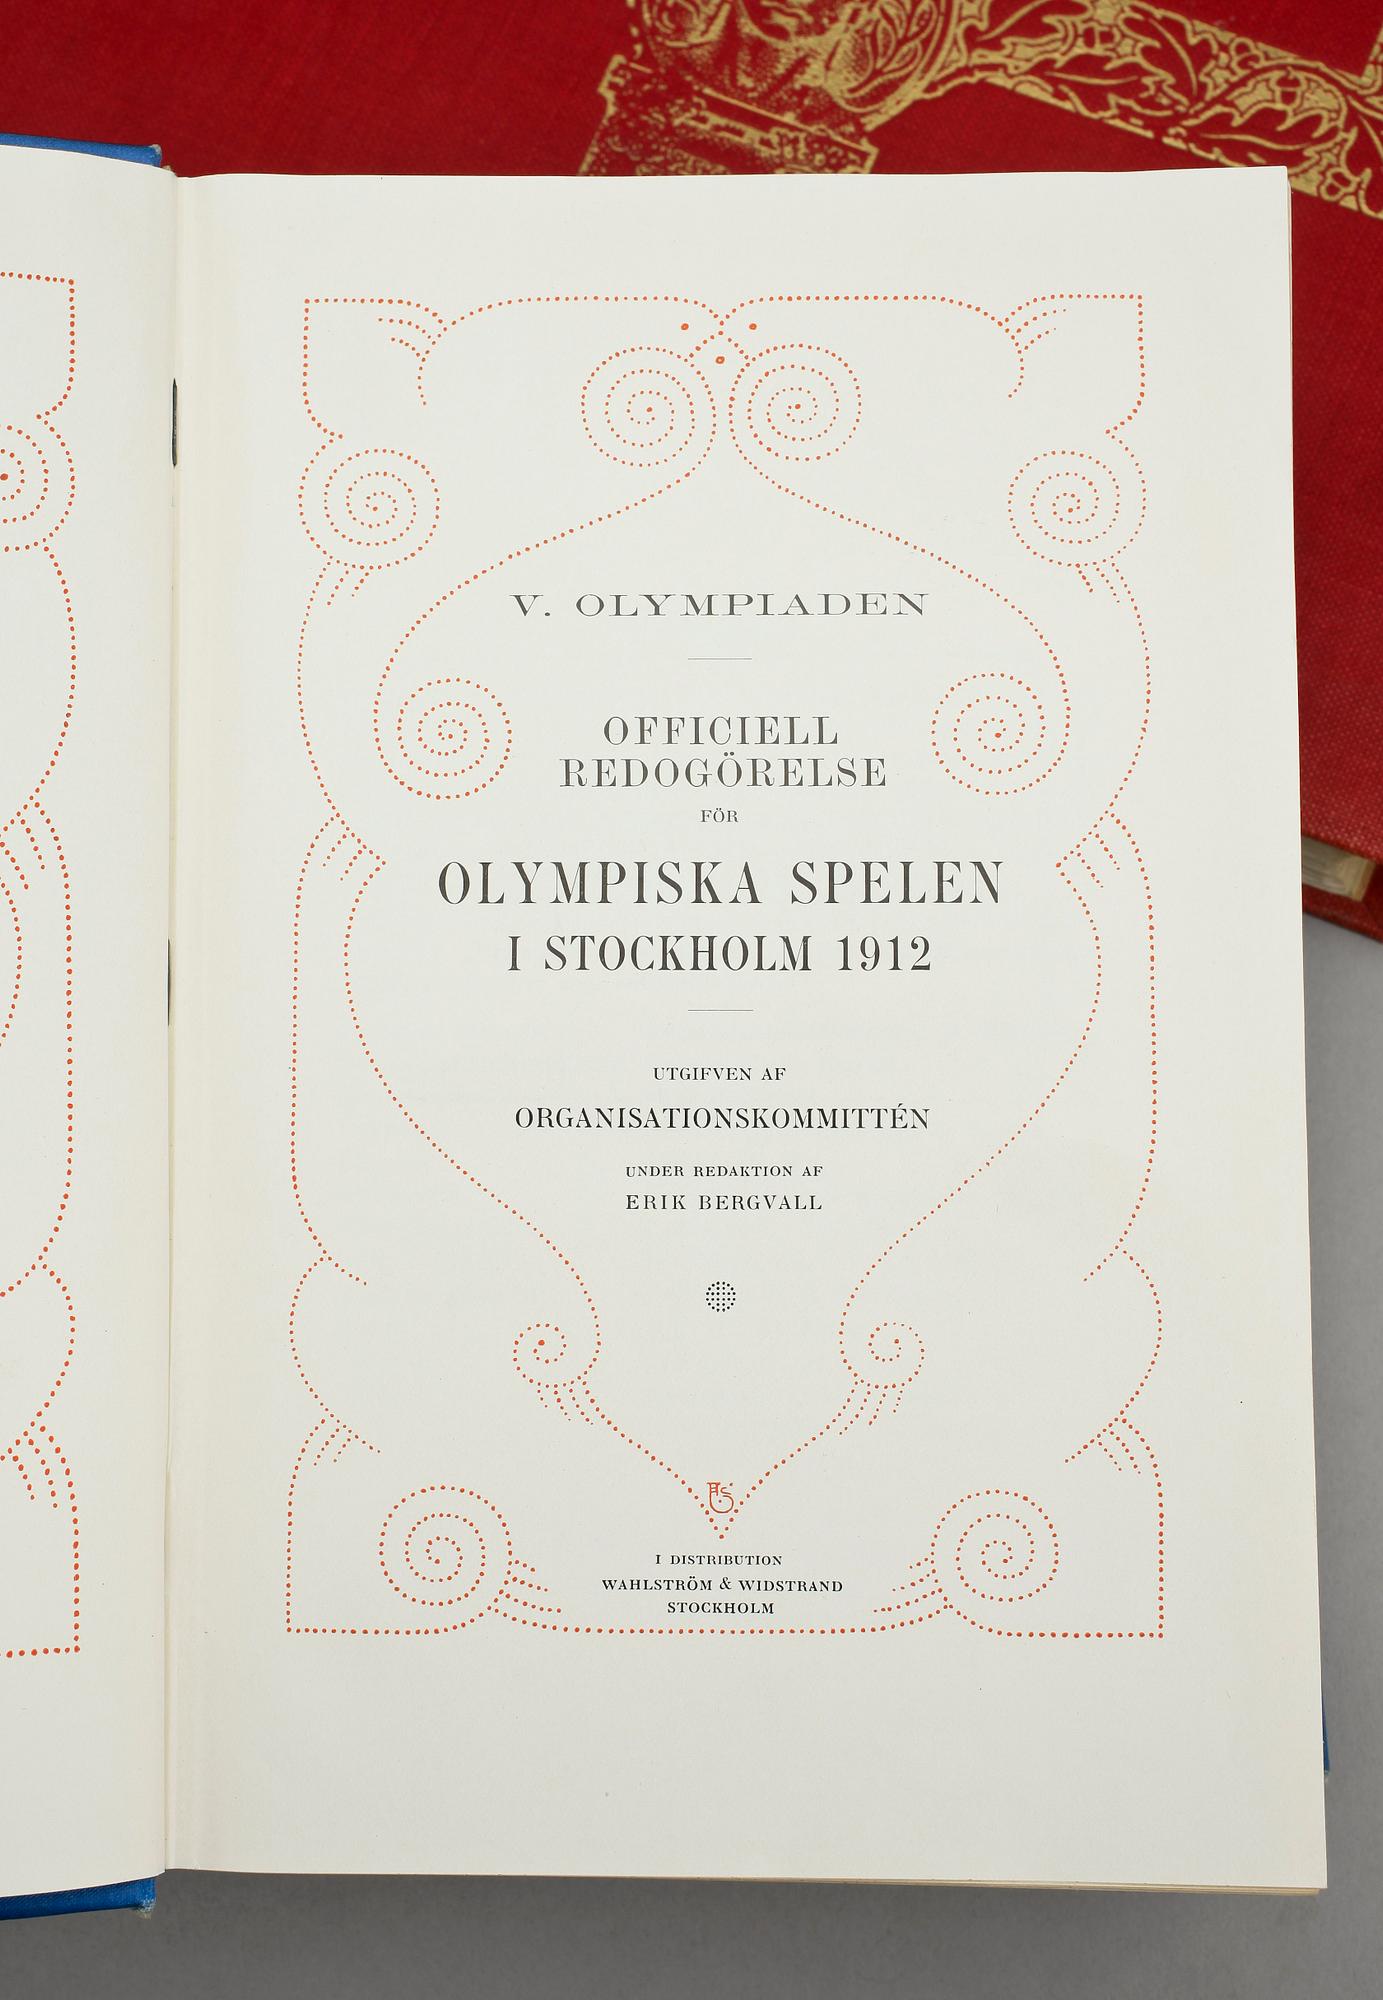 V. OLYMPIADEN
OFFICIELL
REDOGÖRELSE
FÖR
OLYMPISKA SPELEN
I STOCKHOLM 1912
UTGIFVEN AF
ORGANISATIONSKOMMITTÉN
UNDER REDAKTION AF
ERIK BERGVALL
I DISTRIBUTION
WAHLSTRÖM & WIDSTRAND
STOCKHOLM